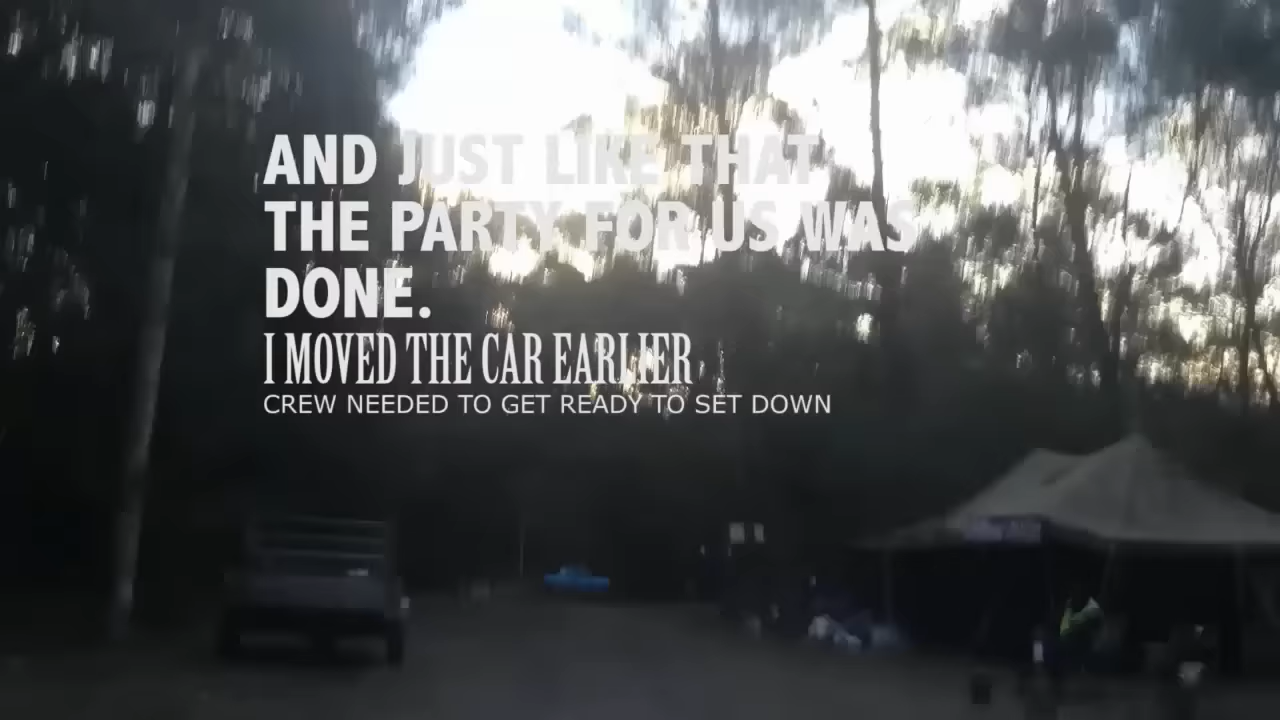 AND JUST LIKE THAT
THE PARTY FOR US WAS
DONE.
I MOVED THE CAR EARLIER
CREW NEEDED TO GET READY TO SET DOWN